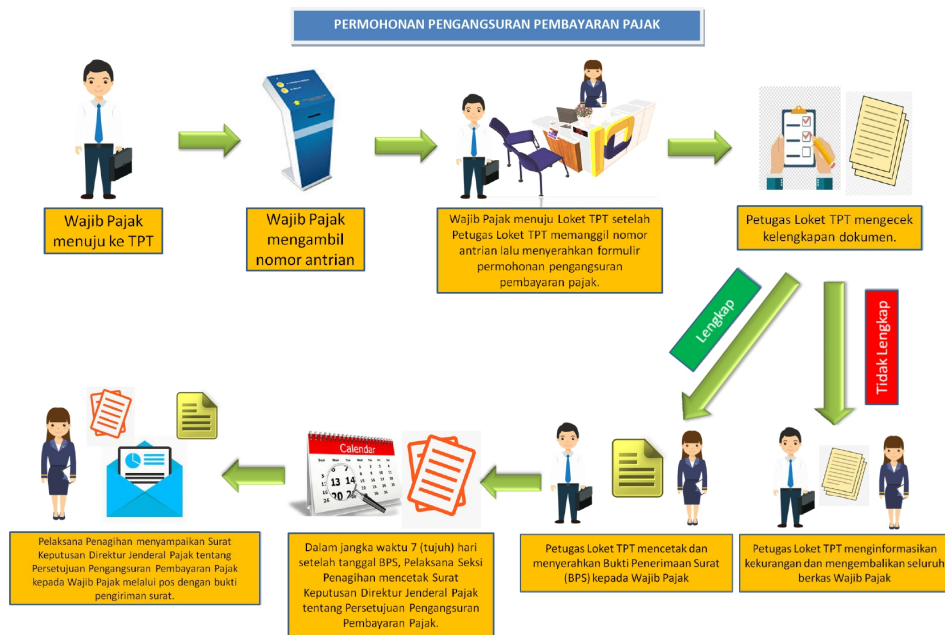 PERMOHONAN PENGANGSURAN PEMBAYARAN PAJAK
Wajib Pajak
menuju ke TPT
Wajib Pajak
mengambil
nomor antrian
Wajib Pajak menuju Loket TPT setelah
Petugas Loket TPT memanggil nomor
antrian lalu menyerahkan formulir
permohonan pengangsuran
pembayaran pajak.
Petugas Loket TPT mengecek
kelengkapan dokumen.
Lengkap
Tidak Lengkap
Petugas Loket TPT menginformasikan
kekurangan dan mengembalikan seluruh
berkas Wajib Pajak
Petugas Loket TPT mencetak dan
menyerahkan Bukti Penerimaan Surat
(BPS) kepada Wajib Pajak
Calendar
13 14
Dalam jangka waktu 7 (tujuh) hari
setelah tanggal BPS, Pelaksana Seksi
Penagihan mencetak Surat
Keputusan Direktur Jenderal Pajak
tentang Persetujuan Pengangsuran
Pembayaran Pajak.
Pelaksana Penagihan menyampaikan Surat
Keputusan Direktur Jenderal Pajak tentang
Persetujuan Pengangsuran Pembayaran Pajak
kepada Wajib Pajak melalui pos dengan bukti
pengiriman surat.